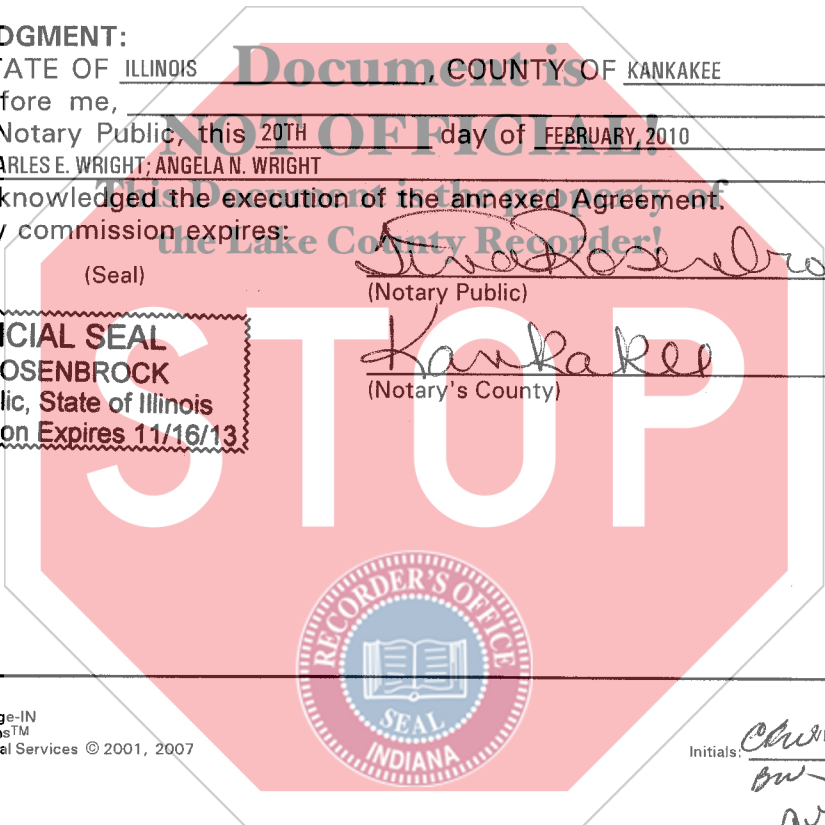 DGMENT:
TATE OF ILLINOIS , COUNTY OF KANKAKEE
fore me,
Notary Public, this 20TH day of FEBRUARY, 2010
ARLES E. WRIGHT; ANGELA N. WRIGHT
knowledged the execution of the annexed Agreement.
y commission expires:
Document is
NOT OFFICIAL!
This Document is the property of
the Lake County Recorder!
(Seal)
(Notary Public)
Kankakee
(Notary's County)
ICIAL SEAL
OSENBROCK
lic, State of Illinois
on Expires 11/16/13
STOP
RECORDER'S OFFICE
SEAL
INDIANA
ge-IN
os™
al Services © 2001, 2007
Initials: